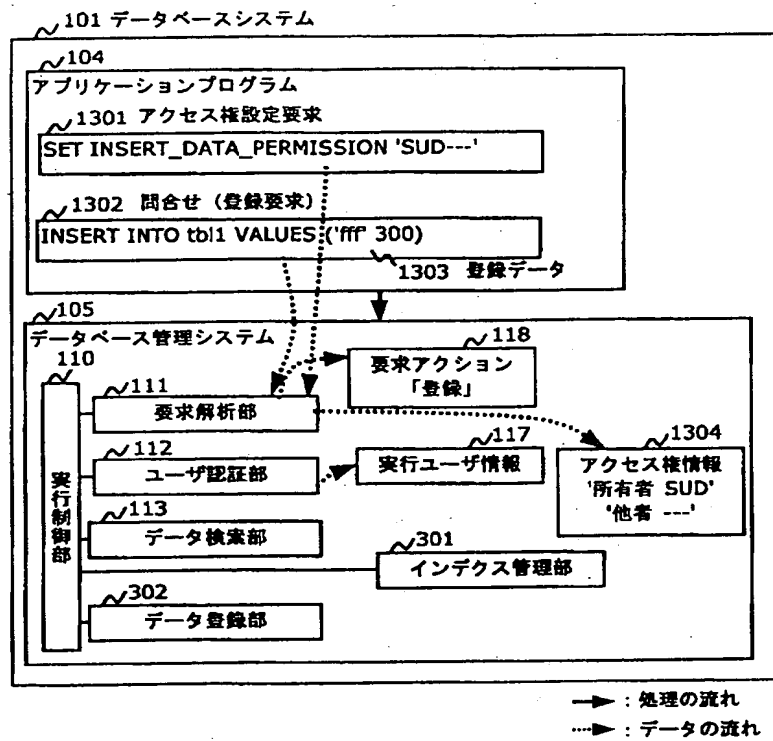 101 データベースシステム
104
アプリケーションプログラム
1301 アクセス権設定要求
SET INSERT_DATA_PERMISSION 'SUD---'
1302 問合せ（登録要求）
INSERT INTO tbl1 VALUES ('fff' 300)
1303 登録データ
105
データベース管理システム
110
実行制御部
111
要求解析部
118
要求アクション
「登録」
112
ユーザ認証部
117
実行ユーザ情報
1304
アクセス権情報
'所有者 SUD'
'他者 ---'
113
データ検索部
301
インデクス管理部
302
データ登録部
：処理の流れ
：データの流れ